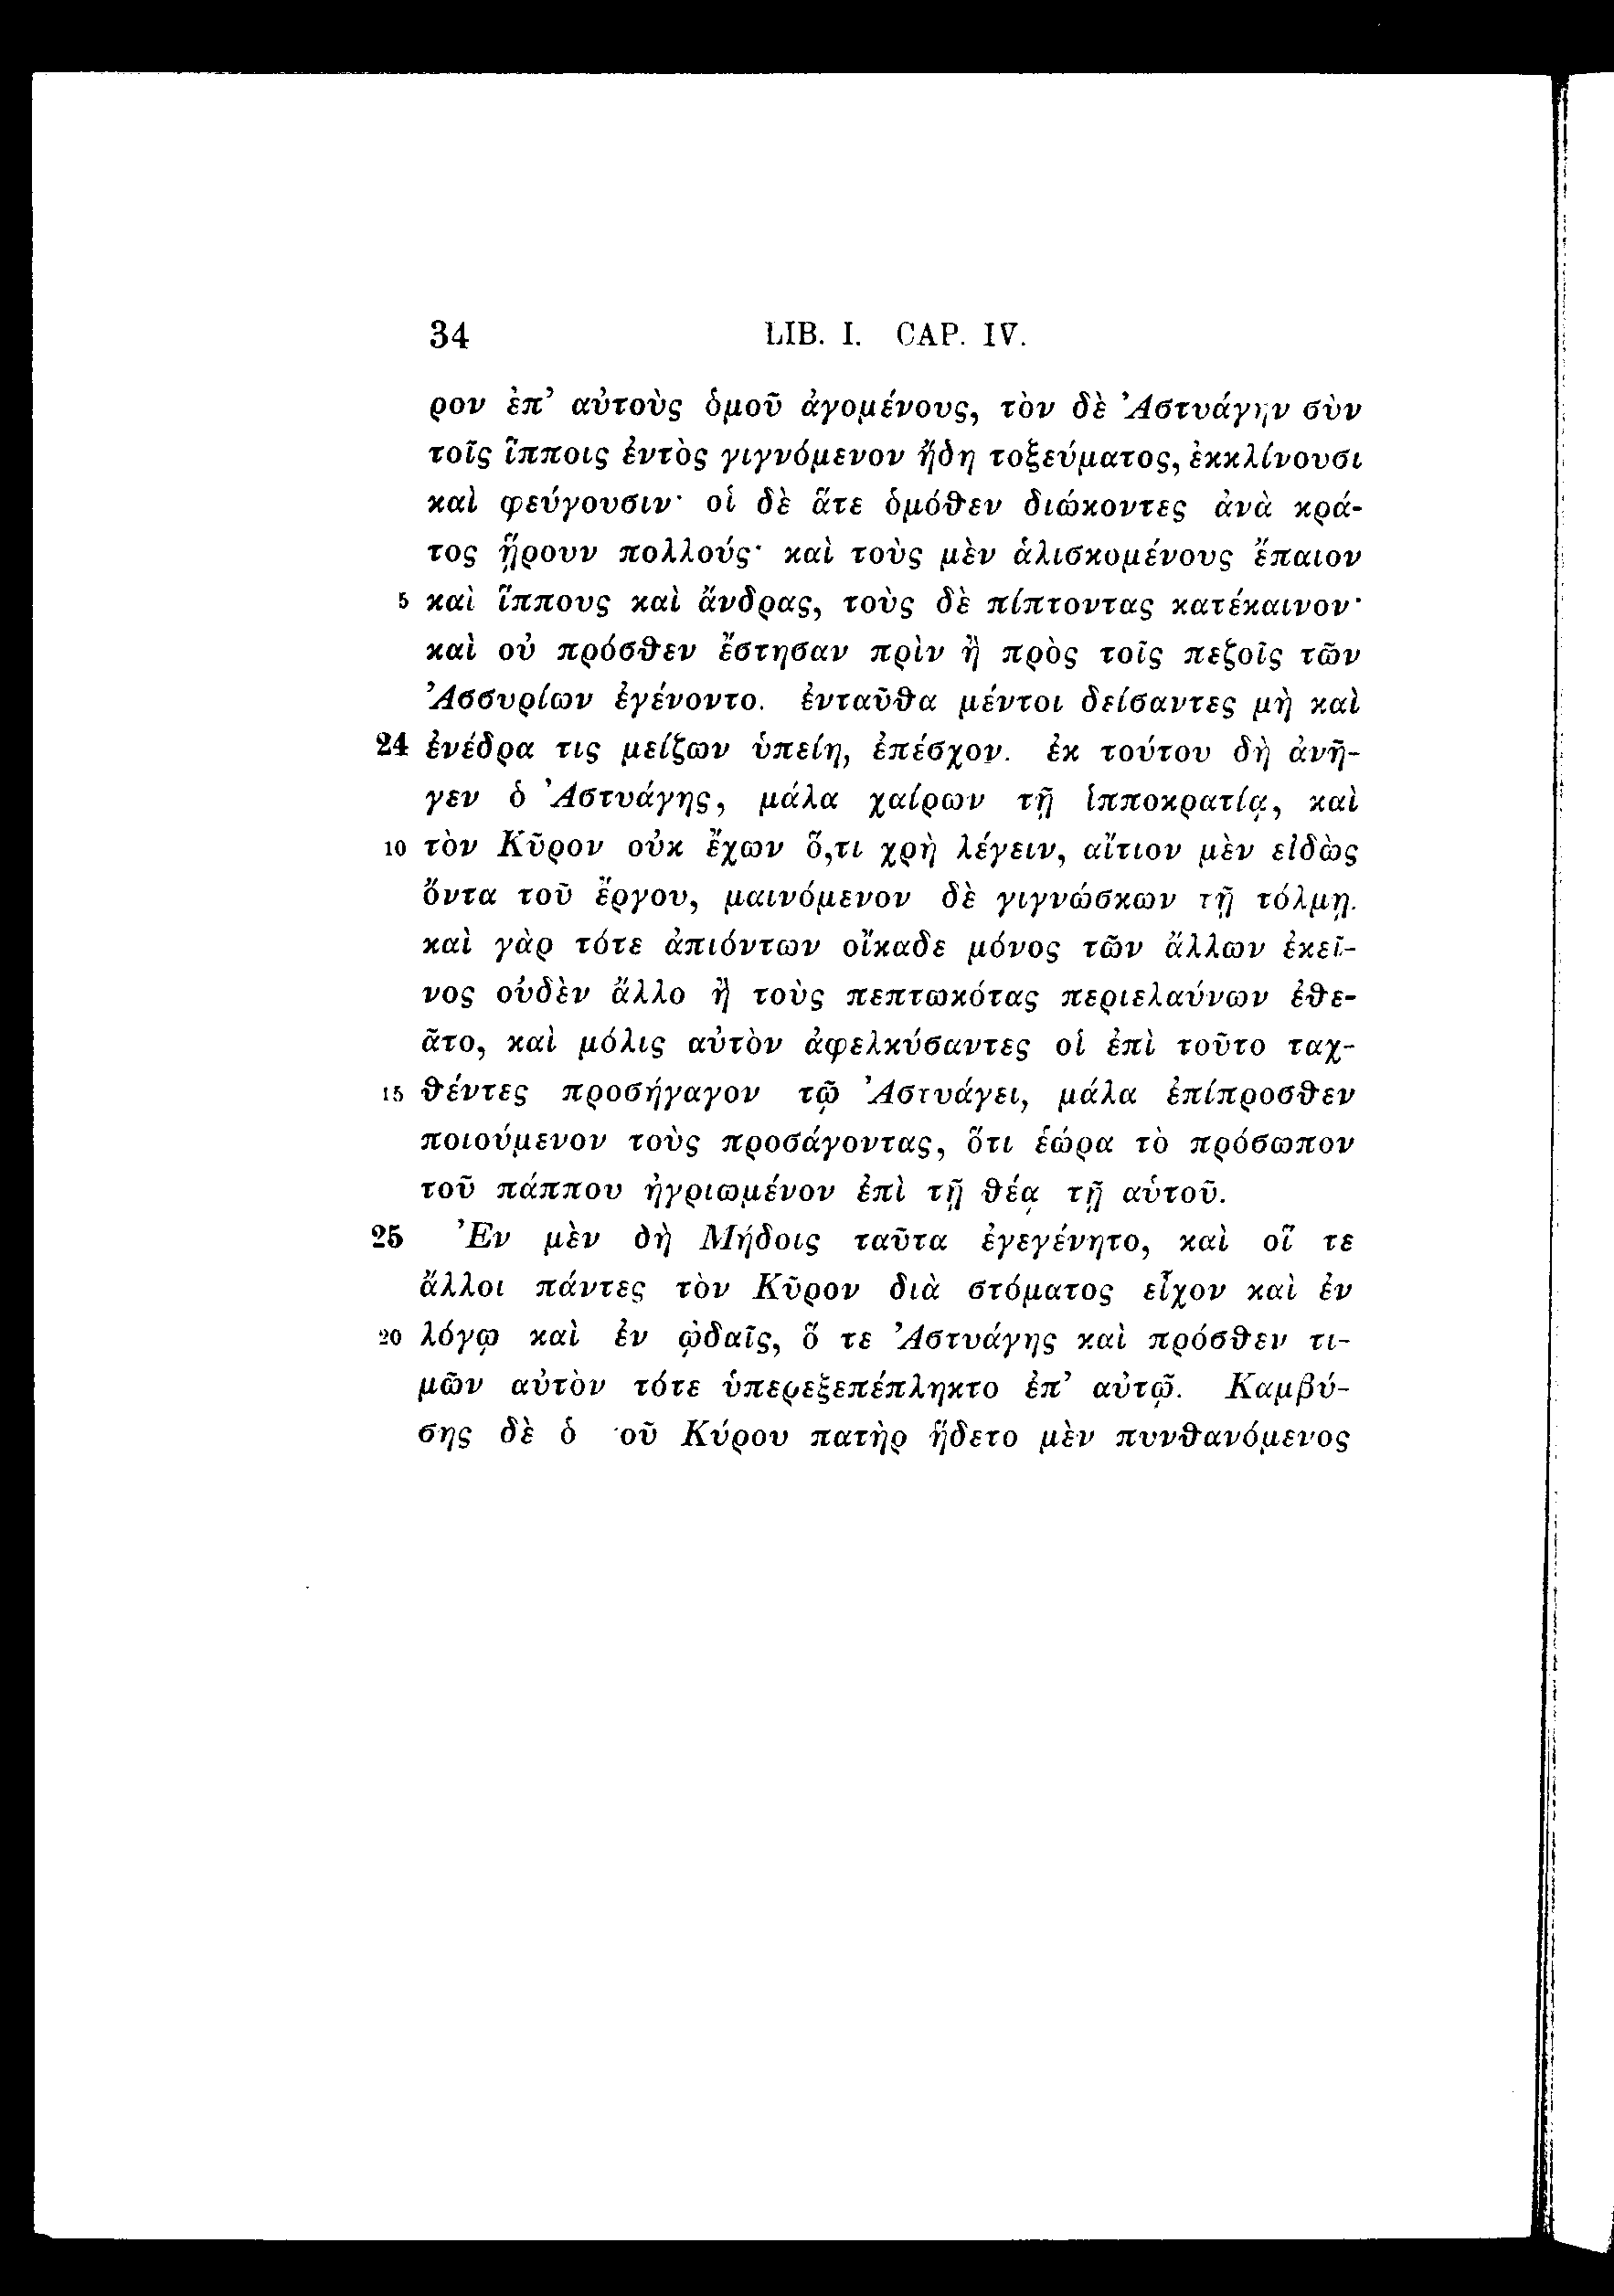 34 LIB. I. CAP. IV.
ρον ἐπ’ αὐτοὺς ὁμοῦ ἀγομένους, τὸν δὲ Ἀστυάγην σὺν
τοῖς ἵπποις ἐντὸς γιγνόμενον ἤδη τοξεύματος, ἐκκλίνουσι
καὶ φεύγουσιν· οἱ δὲ ἅτε ὁμόθεν διώκοντες ἀνὰ κρά-
τος ᾕρουν πολλούς· καὶ τοὺς μὲν ἁλισκομένους ἔπαιον
5 καὶ ἵππους καὶ ἄνδρας, τοὺς δὲ πίπτοντας κατέκαινον·
καὶ οὐ πρόσθεν ἔστησαν πρὶν ἢ πρὸς τοῖς πεζοῖς τῶν
Ἀσσυρίων ἐγένοντο. ἐνταῦθα μέντοι δείσαντες μὴ καὶ
24 ἐνέδρα τις μείζων ὑπείη, ἐπέσχον. ἐκ τούτου δὴ ἀνῆ-
γεν ὁ Ἀστυάγης, μάλα χαίρων τῇ ἱπποκρατίᾳ, καὶ
10 τὸν Κῦρον οὐκ ἔχων ὅ,τι χρὴ λέγειν, αἴτιον μὲν εἰδὼς
ὄντα τοῦ ἔργου, μαινόμενον δὲ γιγνώσκων τῇ τόλμῃ.
καὶ γὰρ τότε ἀπιόντων οἴκαδε μόνος τῶν ἄλλων ἐκεῖ-
νος οὐδὲν ἄλλο ἢ τοὺς πεπτωκότας περιελαύνων ἐθε-
ᾶτο, καὶ μόλις αὐτὸν ἀφελκύσαντες οἱ ἐπὶ τοῦτο ταχ-
15 θέντες προσήγαγον τῷ Ἀστυάγει, μάλα ἐπίπροσθεν
ποιούμενον τοὺς προσάγοντας, ὅτι ἑώρα τὸ πρόσωπον
τοῦ πάππου ἠγριωμένον ἐπὶ τῇ θέᾳ τῇ αὑτοῦ.
25 Ἐν μὲν δὴ Μήδοις ταῦτα ἐγεγένητο, καὶ οἵ τε
ἄλλοι πάντες τὸν Κῦρον διὰ στόματος εἶχον καὶ ἐν
20 λόγῳ καὶ ἐν ᾠδαῖς, ὅ τε Ἀστυάγης καὶ πρόσθεν τι-
μῶν αὐτὸν τότε ὑπερεξεπέπληκτο ἐπ’ αὐτῷ. Καμβύ-
σης δὲ ὁ οῦ Κύρου πατὴρ ἥδετο μὲν πυνθανόμενος